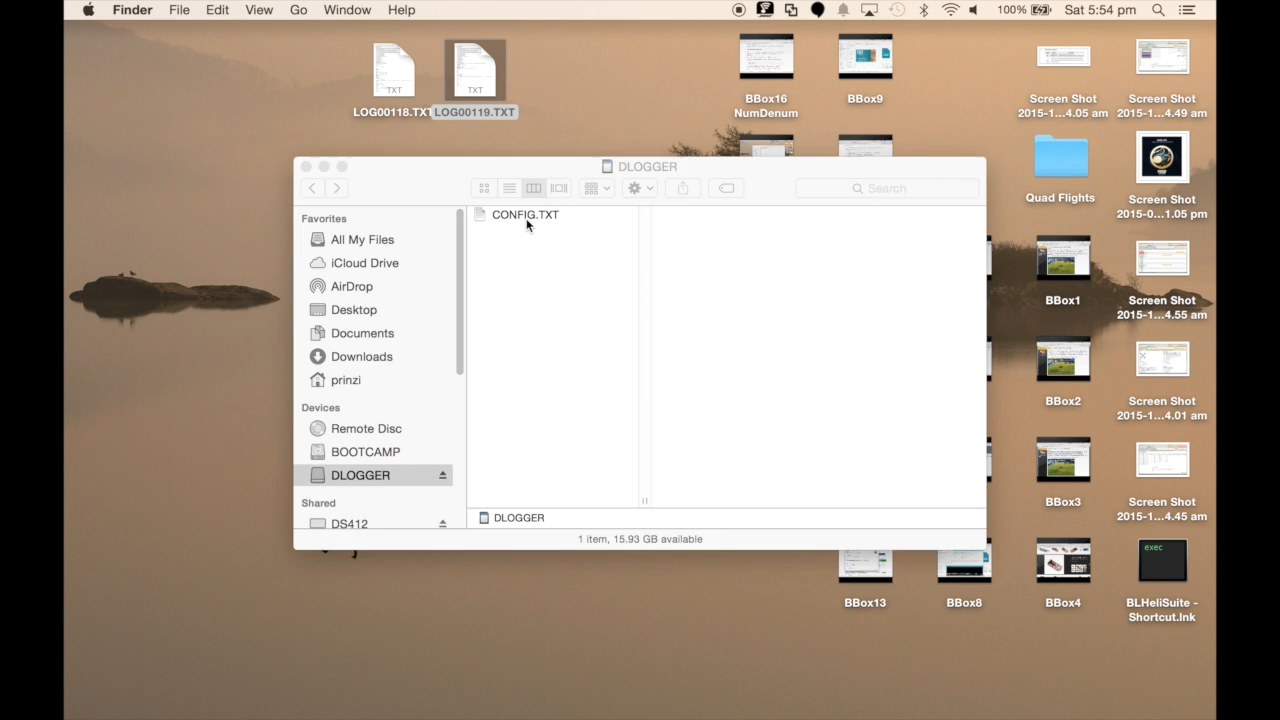 Finder File Edit View Go Window Help
100% Sat 5:54 pm
TXT
LOG00118.TXT
TXT
LOG00119.TXT
BBox16
NumDenum
BBox9
Screen Shot
2015-1...4.05 am
Screen Shot
2015-1...4.49 am
Quad Flights
Screen Shot
2015-0...1.05 pm
DLOGGER
Search
Favorites
All My Files
iCloud Drive
AirDrop
Desktop
Documents
Downloads
prinzi
Devices
Remote Disc
BOOTCAMP
DLOGGER
Shared
DS412
CONFIG.TXT
DLOGGER
1 item, 15.93 GB available
BBox1
Screen Shot
2015-1...4.55 am
BBox2
Screen Shot
2015-1...4.01 am
BBox3
Screen Shot
2015-1...4.45 am
BBox13
BBox8
BBox4
exec
BLHeliSuite -
Shortcut.lnk